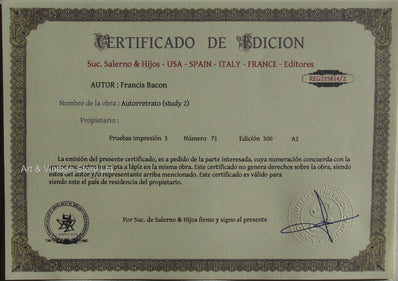 CERTIFICADO DE EDICION
Suc. Salerno & Hijos - USA - SPAIN - ITALY - FRANCE - Editores
REG255814/2
AUTOR : Francis Bacon
Nombre de la obra : Autorretrato (study 2)
Propietario :
Pruebas impresión 3 Número 71 Edición 300 A2
La emisión del presente certificado, es a pedido de la parte interesada, cuya numeración concuerda con la
Art &
inscripta a lápiz en la misma obra. Este certificado no genera derechos sobre la obra, siendo
estos del autor y/o representante arriba mencionado. Este certificado es válido para
siendo este el país de residencia del propietario.
Por Suc. de Salerno & Hijos firmo y signo el presente